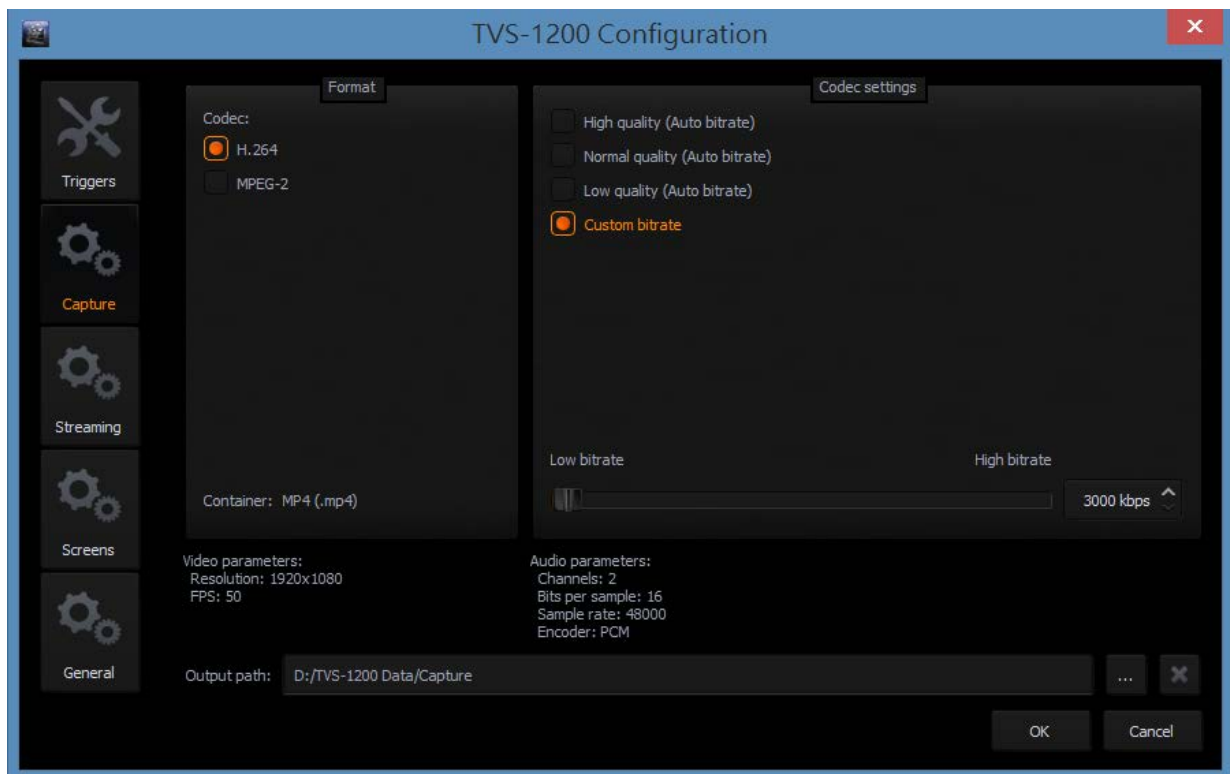 TVS-1200 Configuration
Triggers
Capture
Streaming
Screens
General
Format
Codec:
H.264
MPEG-2
Container: MP4 (.mp4)
Codec settings
High quality (Auto bitrate)
Normal quality (Auto bitrate)
Low quality (Auto bitrate)
Custom bitrate
Low bitrate
High bitrate
3000 kbps
Video parameters:
Resolution: 1920x1080
FPS: 50
Audio parameters:
Channels: 2
Bits per sample: 16
Sample rate: 48000
Encoder: PCM
Output path: D:/TVS-1200 Data/Capture
...
OK
Cancel